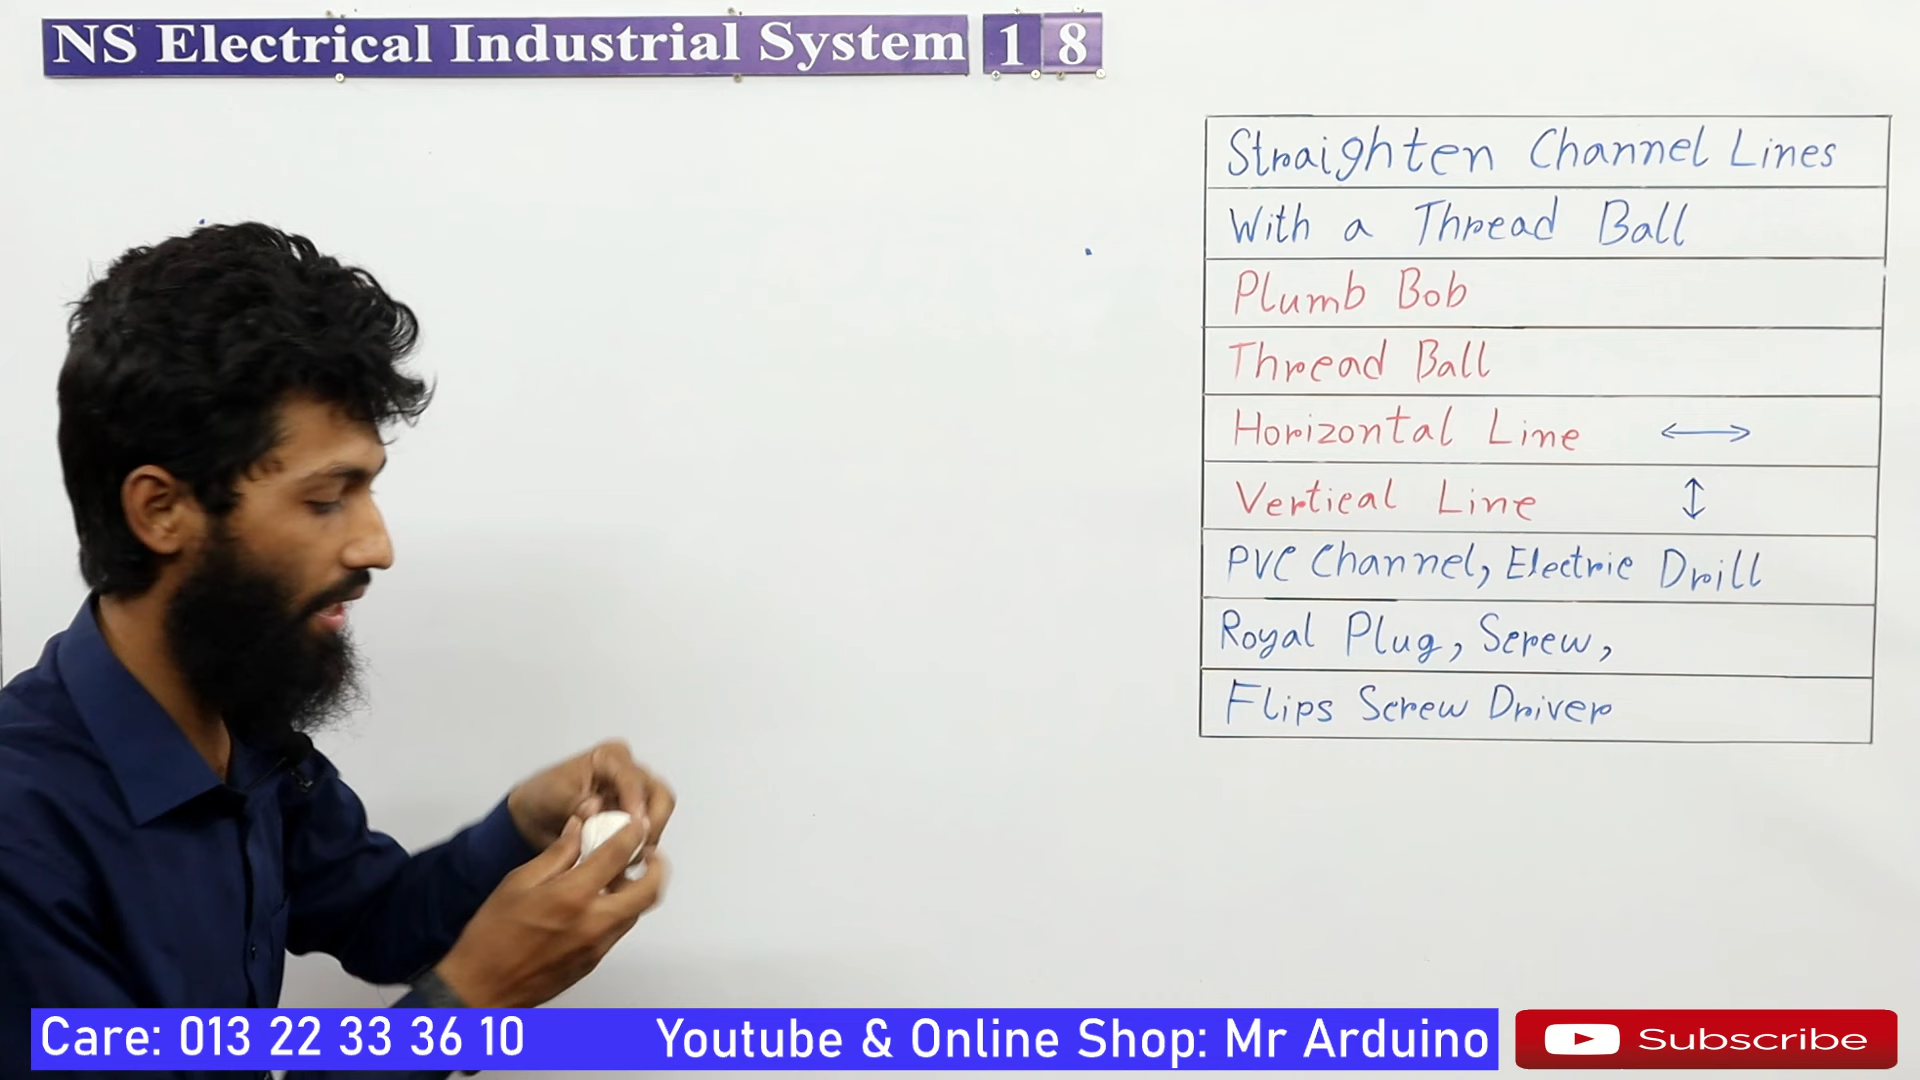 NS Electrical Industrial System 18
Straighten Channel Lines
With a Thread Ball
Plumb Bob
Thread Ball
Horizontal Line ⟷
Vertical Line ↕
PVC Channel, Electric Drill
Royal Plug, Screw,
Flips Screw Driver
Care: 013 22 33 36 10 Youtube & Online Shop: Mr Arduino Subscribe